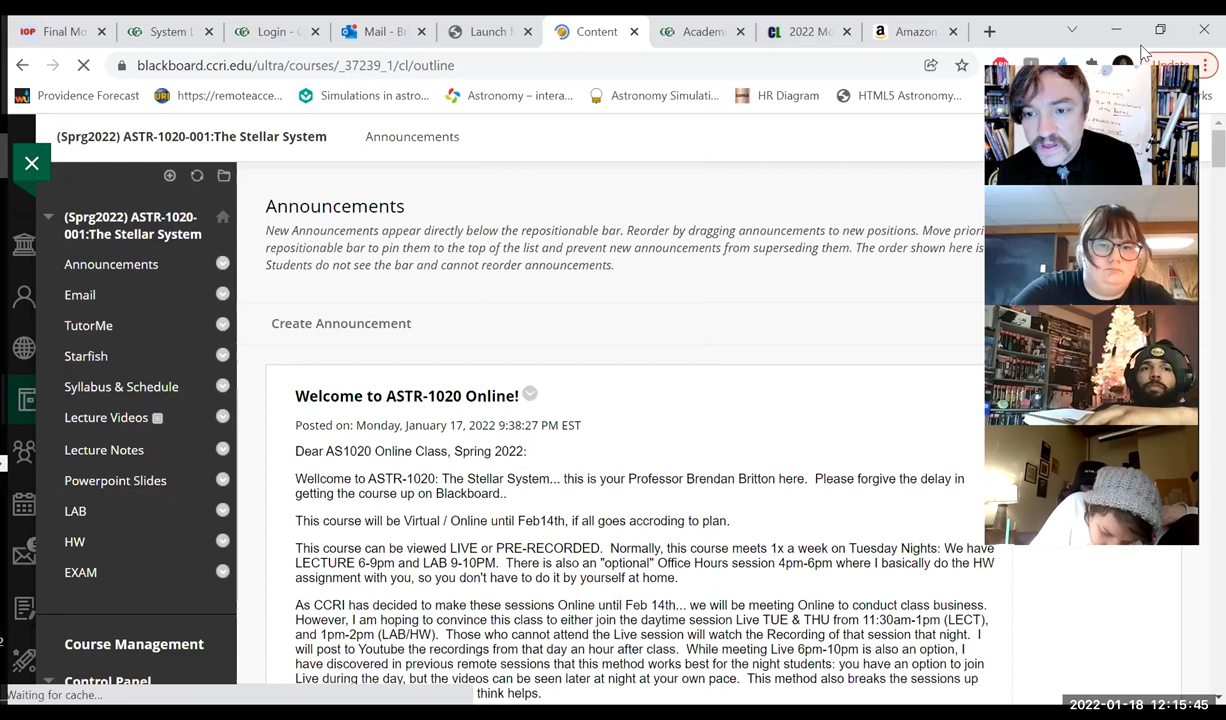 Final Mo
System L
Login - C
Mail - Br
Launch M
Content
Academi
2022 Mo
Amazon.
blackboard.ccri.edu/ultra/courses/_37239_1/cl/outline
Update
Providence Forecast
https://remoteacce...
Simulations in astro...
Astronomy – intera...
Astronomy Simulati...
HR Diagram
HTML5 Astronomy...
(Sprg2022) ASTR-1020-001:The Stellar System
Announcements
(Sprg2022) ASTR-1020-
001:The Stellar System
Announcements
Email
TutorMe
Starfish
Syllabus & Schedule
Lecture Videos
Lecture Notes
Powerpoint Slides
LAB
HW
EXAM
Course Management
Control Panel
Waiting for cache...
Announcements
New Announcements appear directly below the repositionable bar. Reorder by dragging announcements to new positions. Move priori
repositionable bar to pin them to the top of the list and prevent new announcements from superseding them. The order shown here is
Students do not see the bar and cannot reorder announcements.
Create Announcement
Welcome to ASTR-1020 Online!
Posted on: Monday, January 17, 2022 9:38:27 PM EST
Dear AS1020 Online Class, Spring 2022:
Welcome to ASTR-1020: The Stellar System... this is your Professor Brendan Britton here. Please forgive the delay in
getting the course up on Blackboard..
This course will be Virtual / Online until Feb14th, if all goes accroding to plan.
This course can be viewed LIVE or PRE-RECORDED. Normally, this course meets 1x a week on Tuesday Nights: We have
LECTURE 6-9pm and LAB 9-10PM. There is also an "optional" Office Hours session 4pm-6pm where I basically do the HW
assignment with you, so you don't have to do it by yourself at home.
As CCRI has decided to make these sessions Online until Feb 14th... we will be meeting Online to conduct class business.
However, I am hoping to convince this class to either join the daytime session Live TUE & THU from 11:30am-1pm (LECT),
and 1pm-2pm (LAB/HW). Those who cannot attend the Live session will watch the Recording of that session that night. I
will post to Youtube the recordings from that day an hour after class. While meeting Live 6pm-10pm is also an option, I
have discovered in previous remote sessions that this method works best for the night students: you have an option to join
Live during the day, but the videos can be seen later at night at your own pace. This method also breaks the sessions up
think helps.
2022-01-18 12:15:45